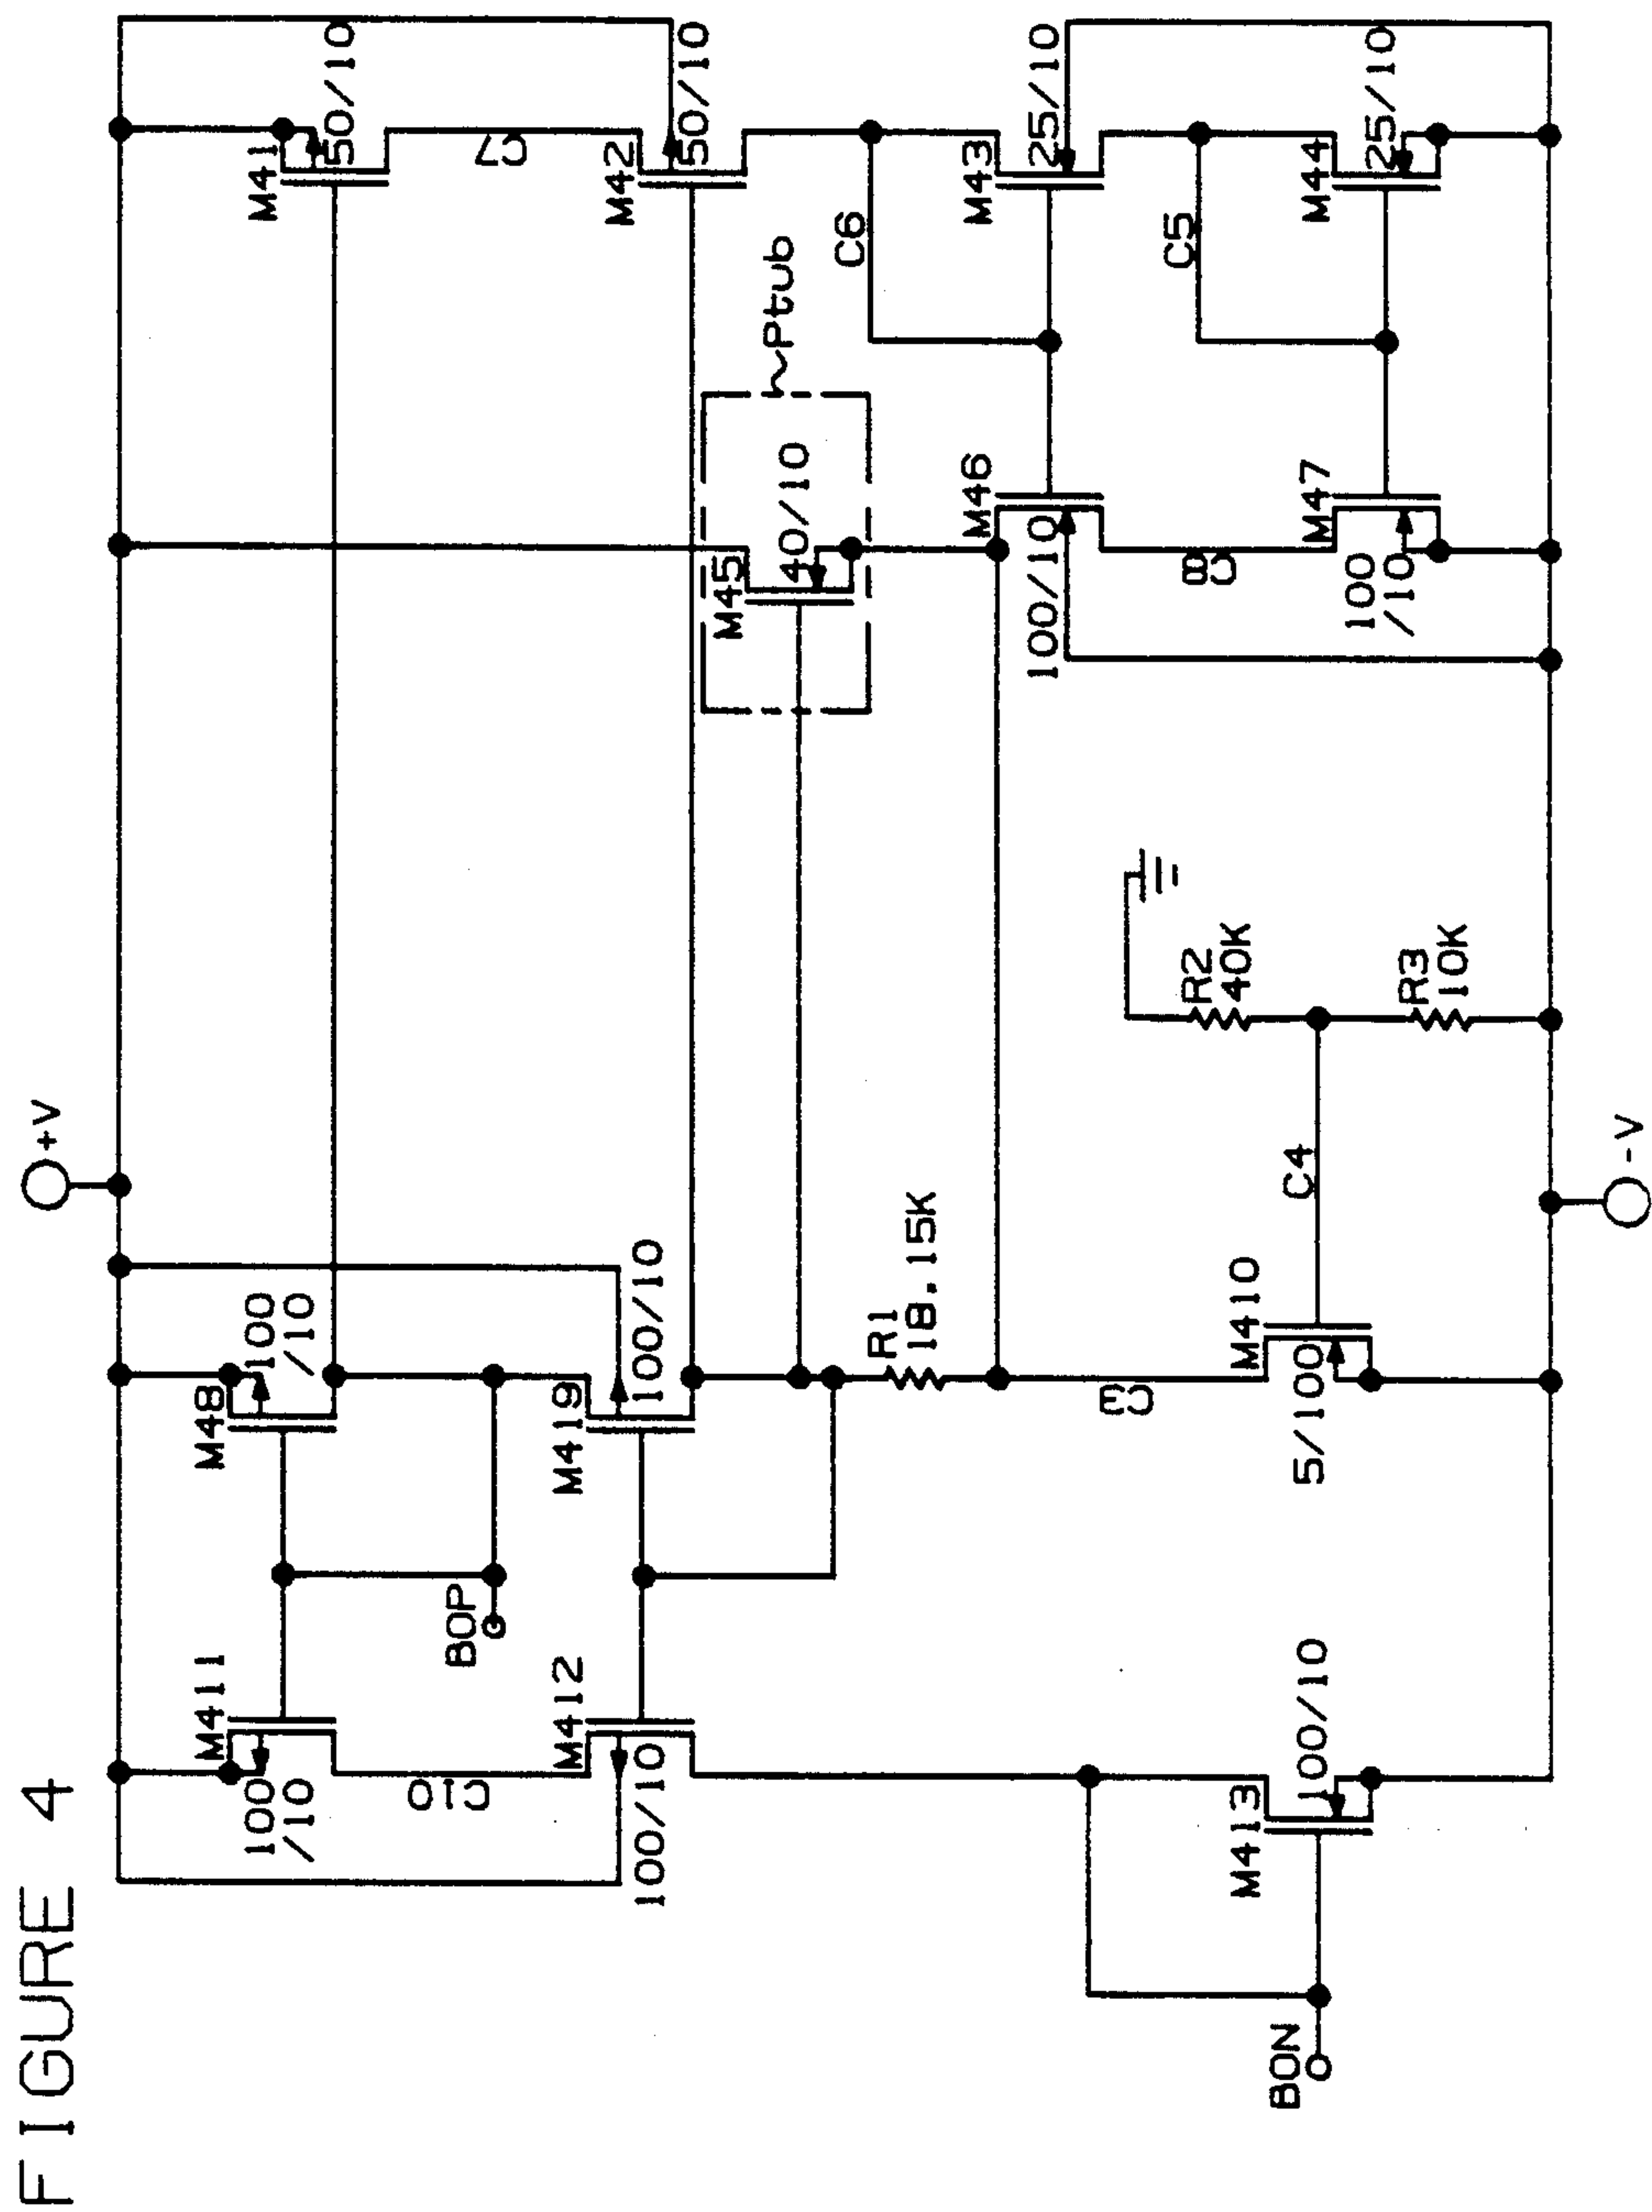 FIGURE 4
+V
M411
100
/10
M48
100
/10
M41
50/10
BOP
C10
C7
M412
100/10
M419
100/10
M42
50/10
M45
40/10
Ptub
R1
18.15K
C6
M46
100/10
M43
25/10
C3
C8
C5
R2
40K
M413
100/10
M410
5/100
C4
M47
100
/10
M44
25/10
R3
10K
BON
-V